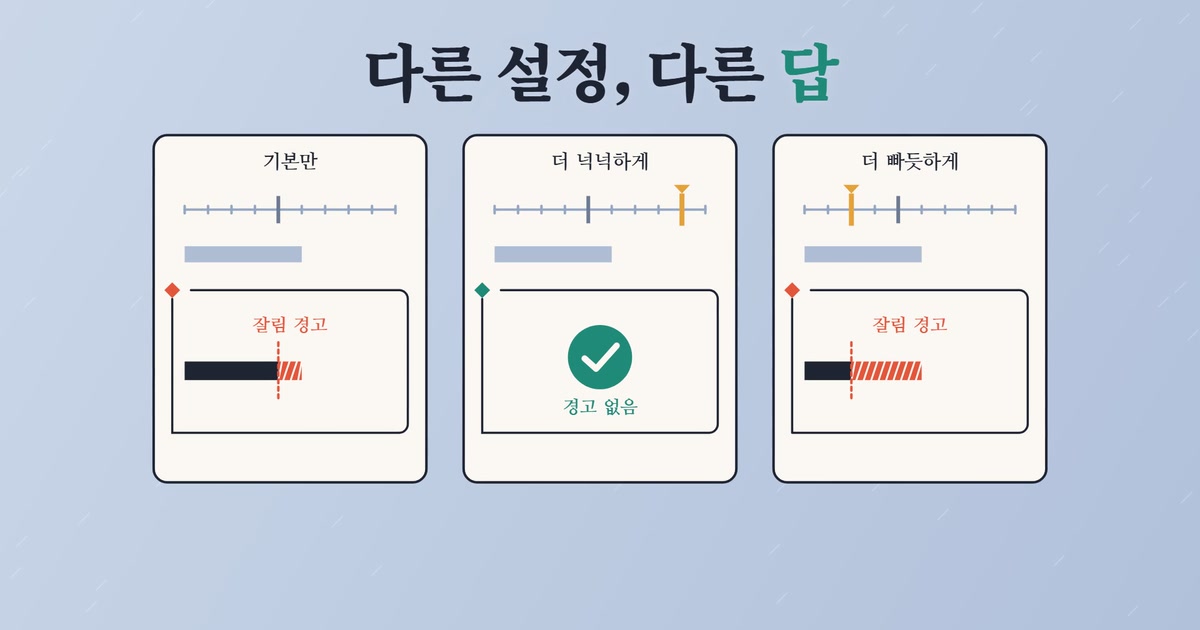 다른 설정, 다른 답
기본만
더 넉넉하게
더 빠듯하게
잘림 경고
경고 없음
잘림 경고